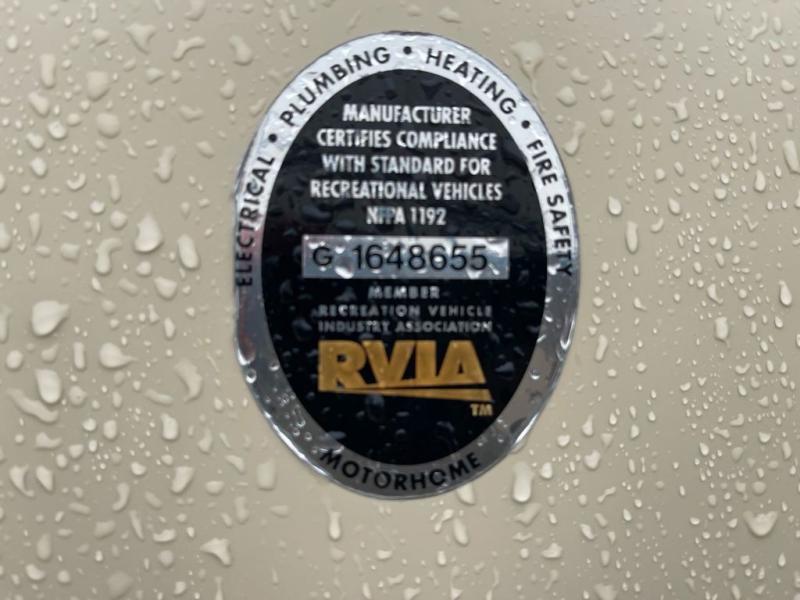 ELECTRICAL • PLUMBING • HEATING • FIRE SAFETY
MANUFACTURER
CERTIFIES COMPLIANCE
WITH STANDARD FOR
RECREATIONAL VEHICLES
NFPA 1192
G 1648655
MEMBER
RECREATION VEHICLE
INDUSTRY ASSOCIATION
RVIA
TM
MOTORHOME